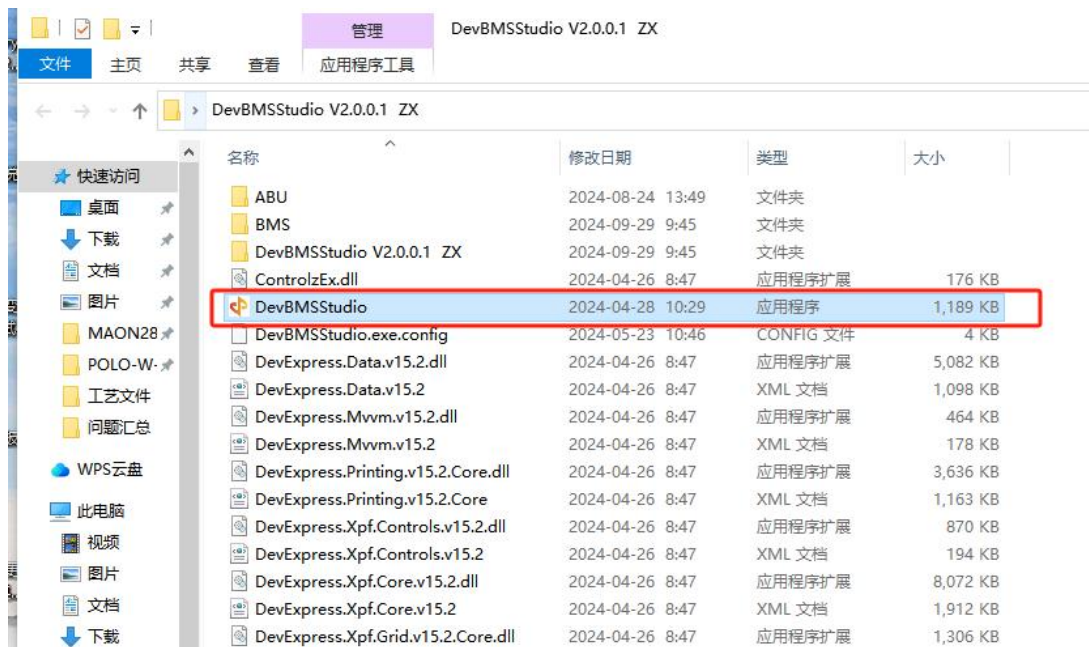 管理 DevBMSStudio V2.0.0.1 ZX
文件 主页 共享 查看 应用程序工具
DevBMSStudio V2.0.0.1 ZX
名称 修改日期 类型 大小
快速访问
桌面
下载
文档
图片
MAON28
POLO-W-
工艺文件
问题汇总
WPS云盘
此电脑
视频
图片
文档
下载
ABU 2024-08-24 13:49 文件夹
BMS 2024-09-29 9:45 文件夹
DevBMSStudio V2.0.0.1 ZX 2024-09-29 9:45 文件夹
ControlzEx.dll 2024-04-26 8:47 应用程序扩展 176 KB
DevBMSStudio 2024-04-28 10:29 应用程序 1,189 KB
DevBMSStudio.exe.config 2024-05-23 10:46 CONFIG 文件 4 KB
DevExpress.Data.v15.2.dll 2024-04-26 8:47 应用程序扩展 5,082 KB
DevExpress.Data.v15.2 2024-04-26 8:47 XML 文档 1,098 KB
DevExpress.Mvvm.v15.2.dll 2024-04-26 8:47 应用程序扩展 464 KB
DevExpress.Mvvm.v15.2 2024-04-26 8:47 XML 文档 178 KB
DevExpress.Printing.v15.2.Core.dll 2024-04-26 8:47 应用程序扩展 3,636 KB
DevExpress.Printing.v15.2.Core 2024-04-26 8:47 XML 文档 1,163 KB
DevExpress.Xpf.Controls.v15.2.dll 2024-04-26 8:47 应用程序扩展 870 KB
DevExpress.Xpf.Controls.v15.2 2024-04-26 8:47 XML 文档 194 KB
DevExpress.Xpf.Core.v15.2.dll 2024-04-26 8:47 应用程序扩展 8,072 KB
DevExpress.Xpf.Core.v15.2 2024-04-26 8:47 XML 文档 1,912 KB
DevExpress.Xpf.Grid.v15.2.Core.dll 2024-04-26 8:47 应用程序扩展 1,306 KB